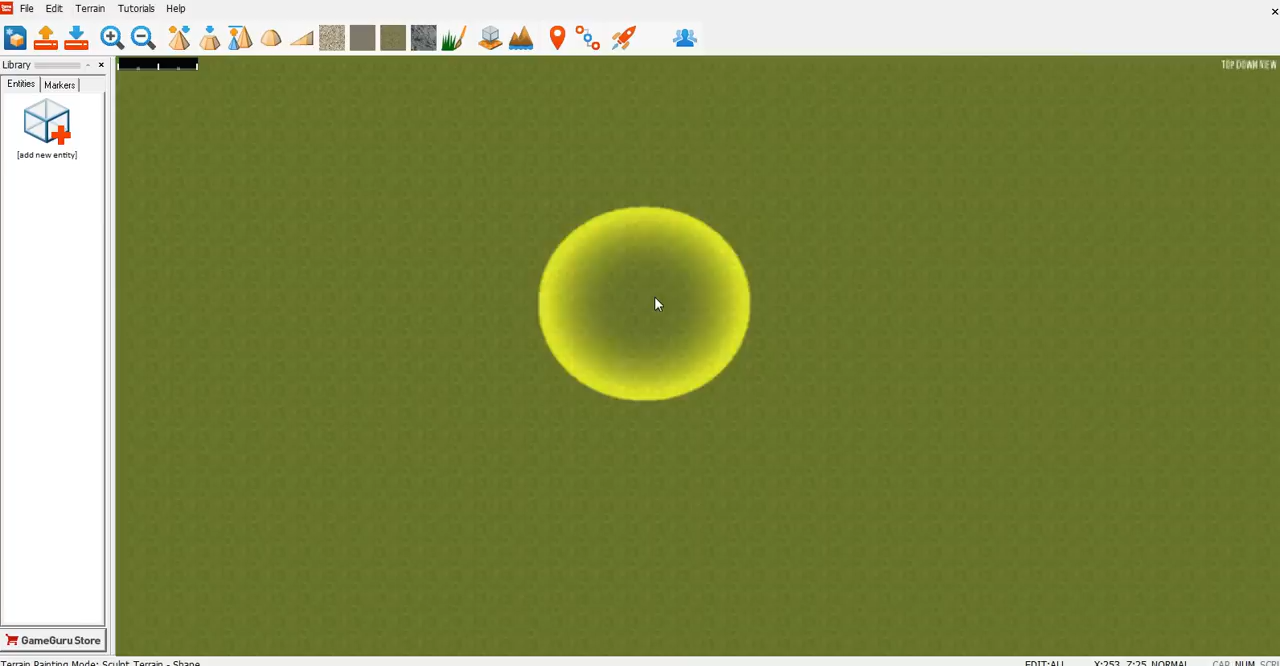 File Edit Terrain Tutorials Help
Library
Entities Markers
TOP DOWN VIEW
[add new entity]
GameGuru Store
Terrain Painting Mode: Sculpt Terrain - Shape EDIT:ALL X:253 Z:25 NORMAL CAP NUM SCRL